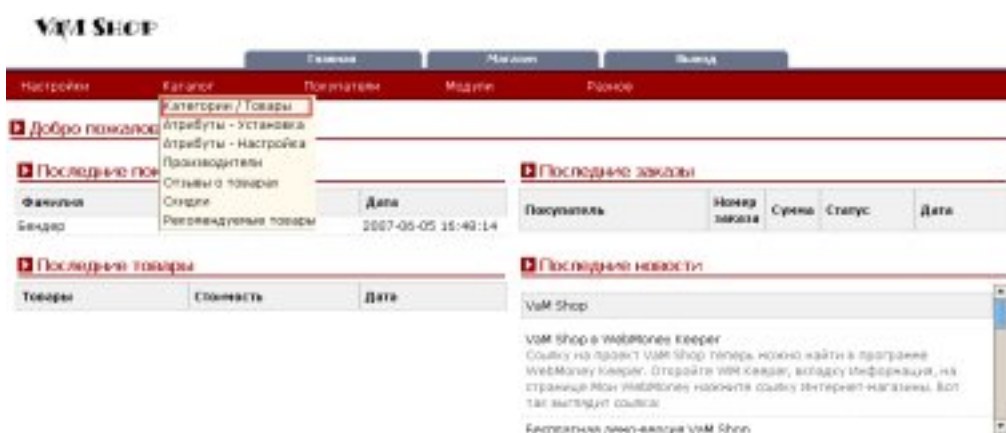 VaM Shop
Главная Магазин Выход
Настройки Каталог Покупатели Модули Разное
Категории / Товары
Добро пожалов
Атрибуты - Установка
Атрибуты - Настройка
Производители
Последние пок
Последние заказы
Отзывы о товарах
Фамилия
Скидки
Дата
Покупатель
Номер заказа
Сумма
Статус
Дата
Бендер
Рекомендуемые товары
2007-06-05 16:48:14
Последние товары
Последние новости
Товары Стоимость Дата
VaM Shop
VaM Shop в WebMoney Keeper
Ссылку на проект VaM Shop теперь можно найти в программе
WebMoney Keeper. Откройте WM Keeper, вкладку Информация, на
странице Мои WebMoney нажмите ссылку Интернет-магазины. Вот
так выглядит ссылка:
Бесплатная демо-версия VaM Shop